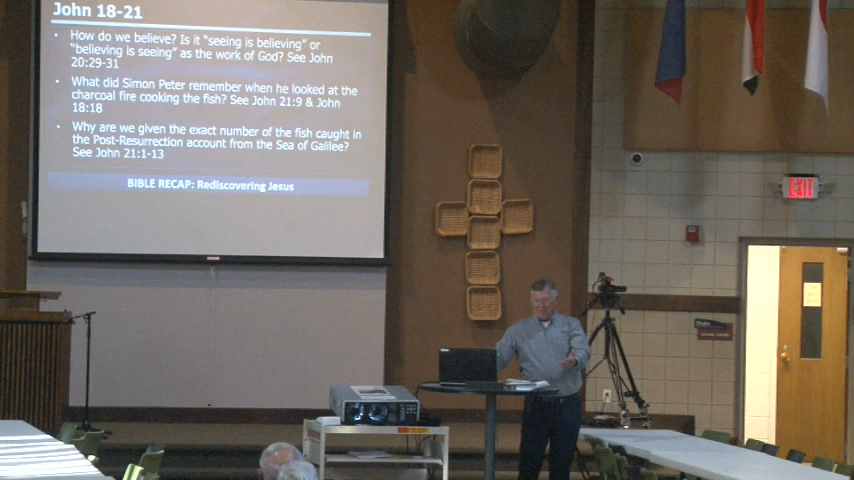 John 18-21
• How do we believe? Is it “seeing is believing” or
“believing is seeing” as the work of God? See John
20:29-31
• What did Simon Peter remember when he looked at the
charcoal fire cooking the fish? See John 21:9 & John
18:18
• Why are we given the exact number of the fish caught in
the Post-Resurrection account from the Sea of Galilee?
See John 21:1-13
BIBLE RECAP: Rediscovering Jesus
EXIT